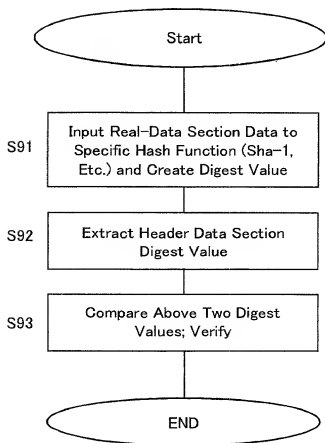 Start
S91
Input Real-Data Section Data to
Specific Hash Function (Sha-1,
Etc.) and Create Digest Value
S92
Extract Header Data Section
Digest Value
S93
Compare Above Two Digest
Values; Verify
END